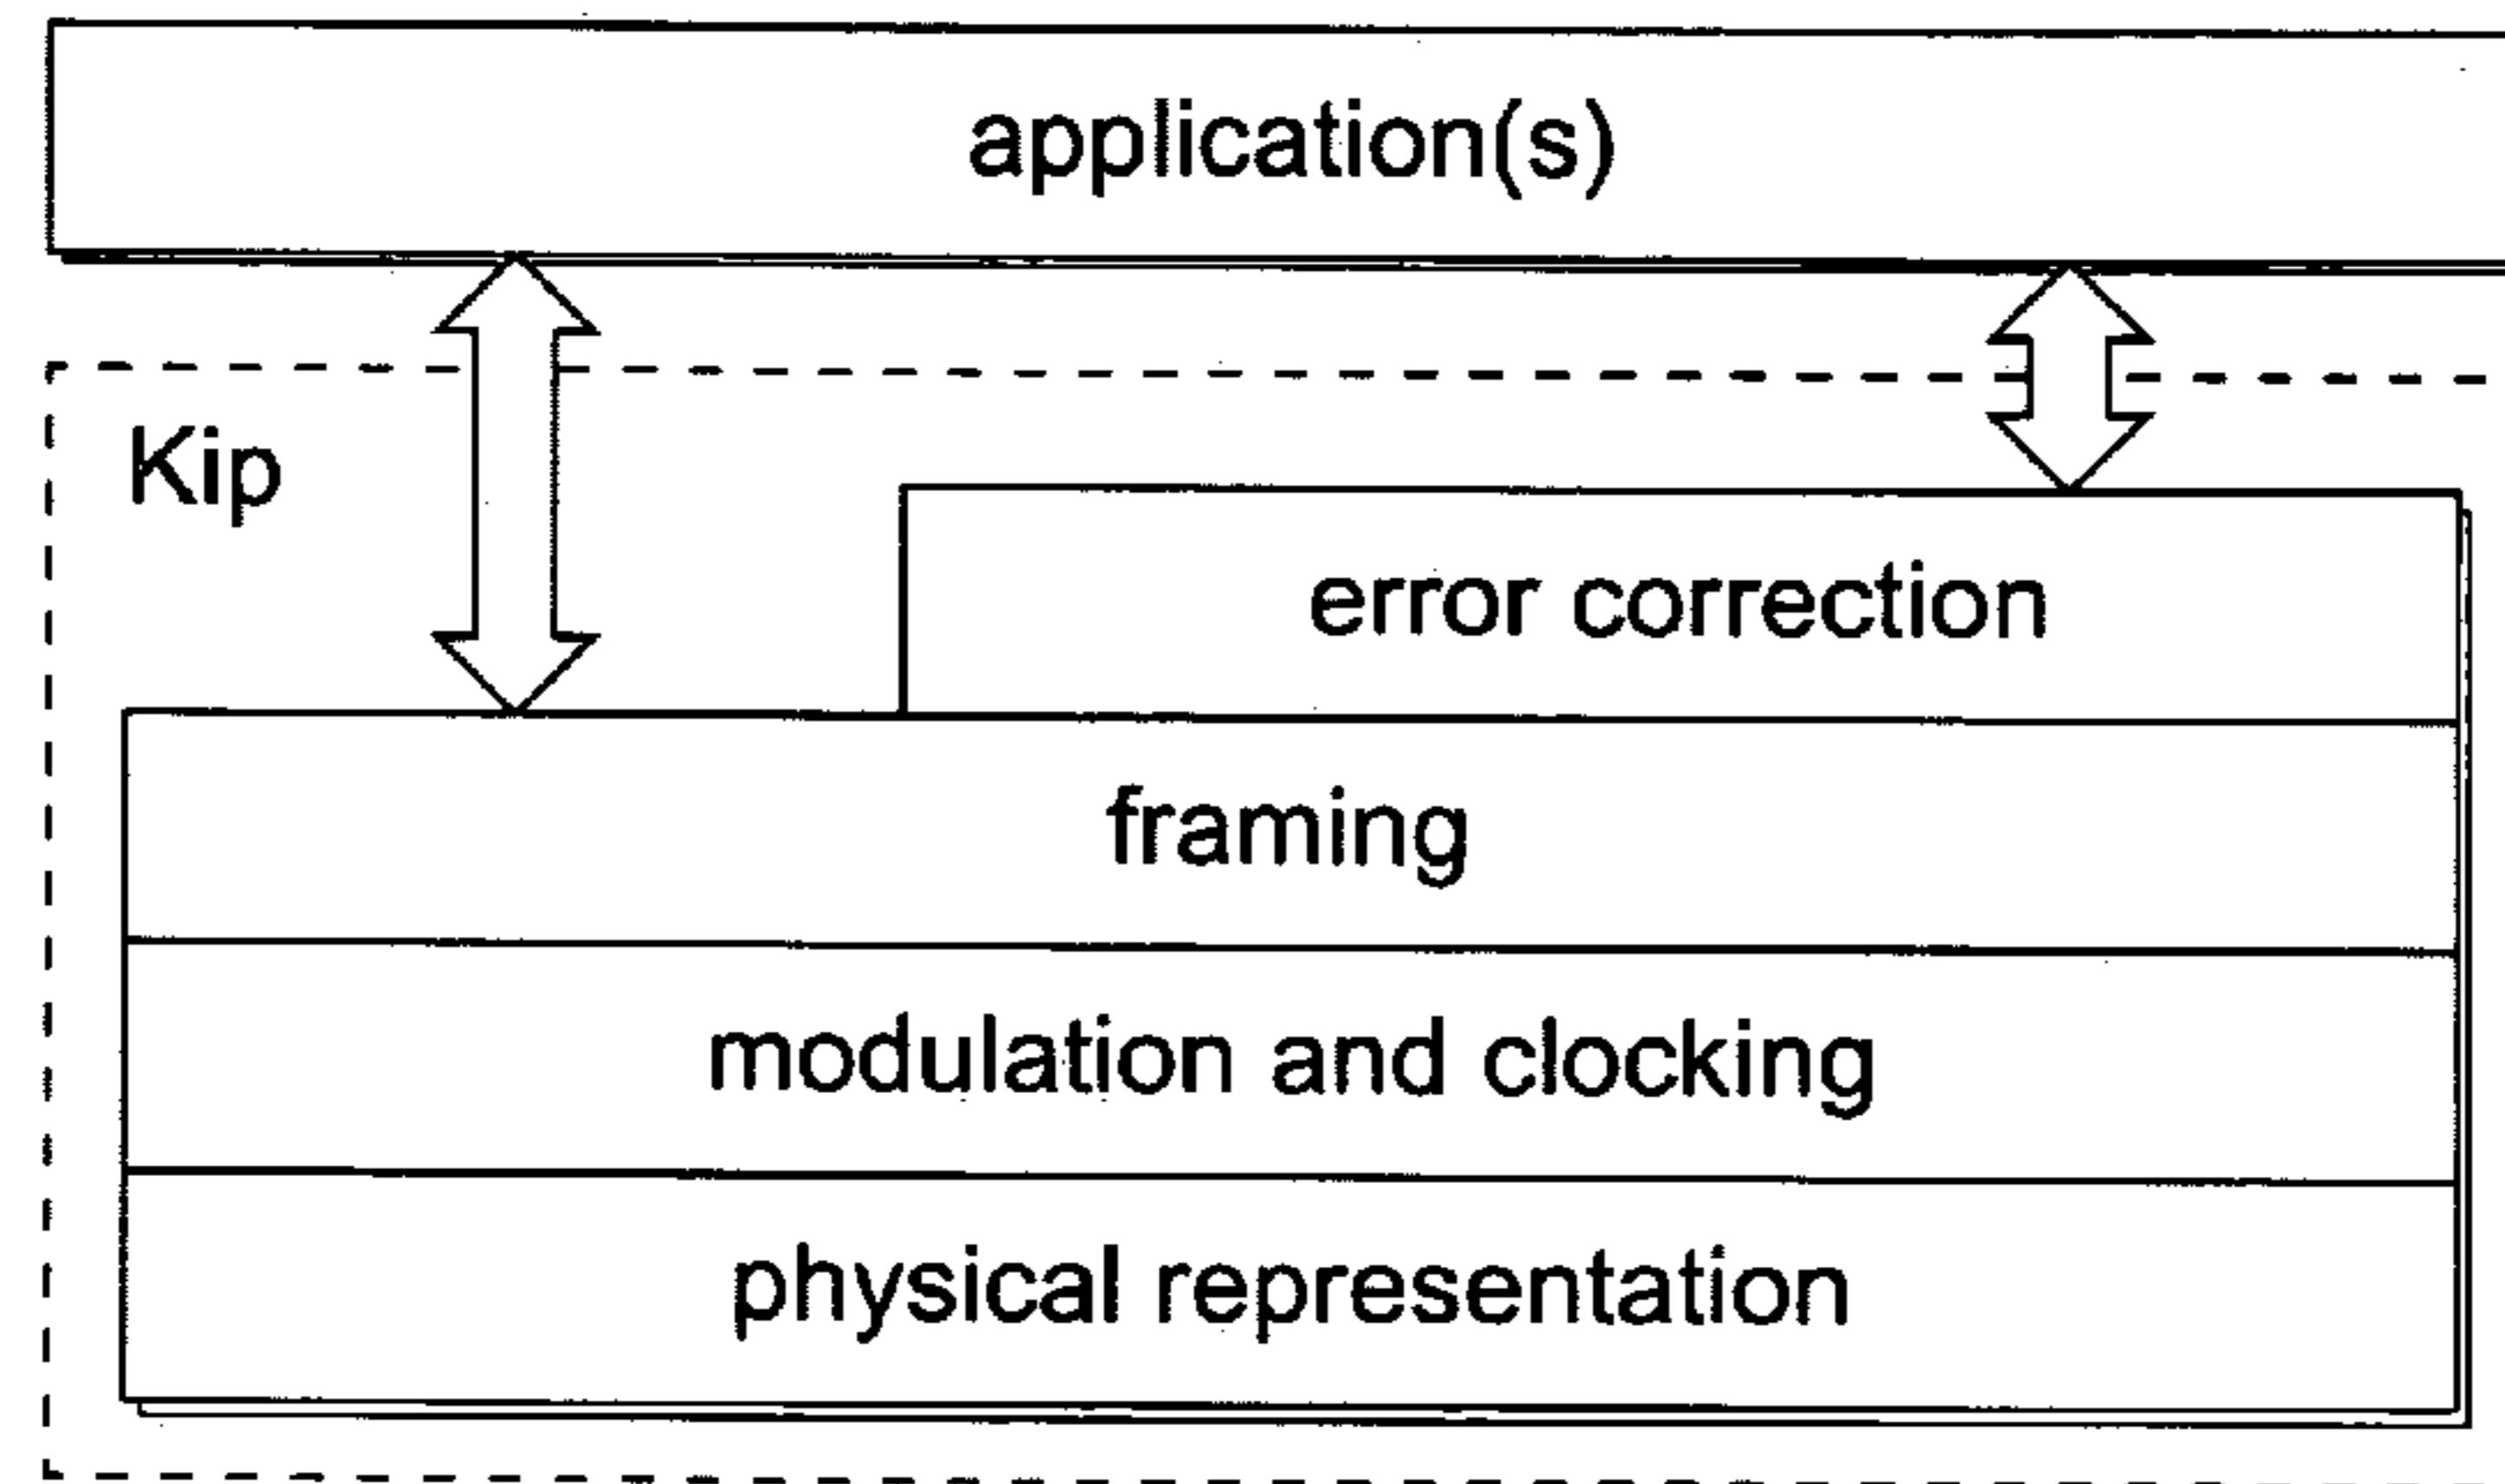 application(s)
Kip
error correction
framing
modulation and clocking
physical representation